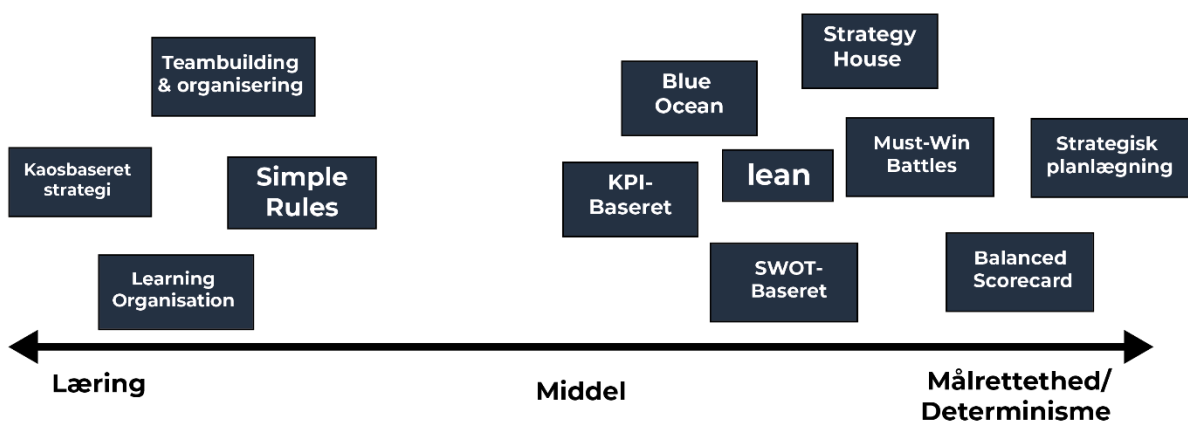 Teambuilding
& organisering
Kaosbaseret
strategi
Simple
Rules
Learning
Organisation
Strategy
House
Blue
Ocean
Must-Win
Battles
Strategisk
planlægning
lean
KPI-
Baseret
SWOT-
Baseret
Balanced
Scorecard
Læring
Middel
Målrettethed/
Determinisme